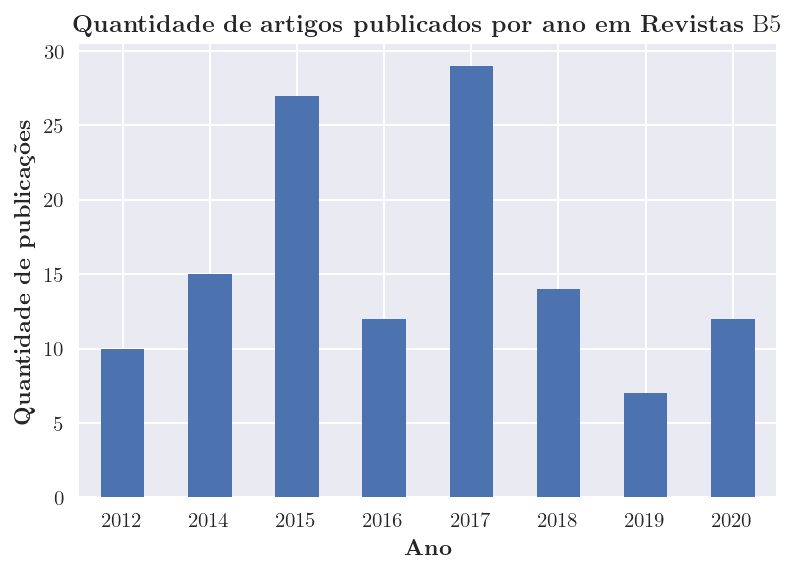 Quantidade de artigos publicados por ano em Revistas B5
30
25
20
15
10
5
0
Quantidade de publicações
2012 2014 2015 2016 2017 2018 2019 2020
Ano